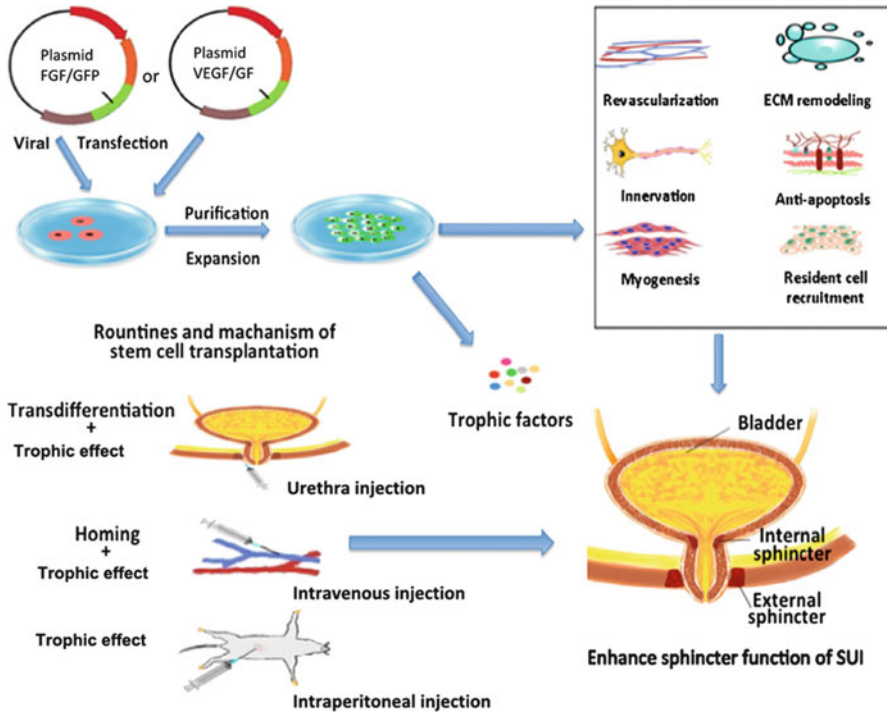 Plasmid
FGF/GFP
or
Plasmid
VEGF/GF
Viral
Transfection
Purification
Expansion
Revascularization
ECM remodeling
Innervation
Anti-apoptosis
Myogenesis
Resident cell
recruitment
Rountines and machanism of
stem cell transplantation
Trophic factors
Transdifferentiation
+
Trophic effect
Urethra injection
Homing
+
Trophic effect
Intravenous injection
Trophic effect
Intraperitoneal injection
Bladder
Internal
sphincter
External
sphincter
Enhance sphincter function of SUI